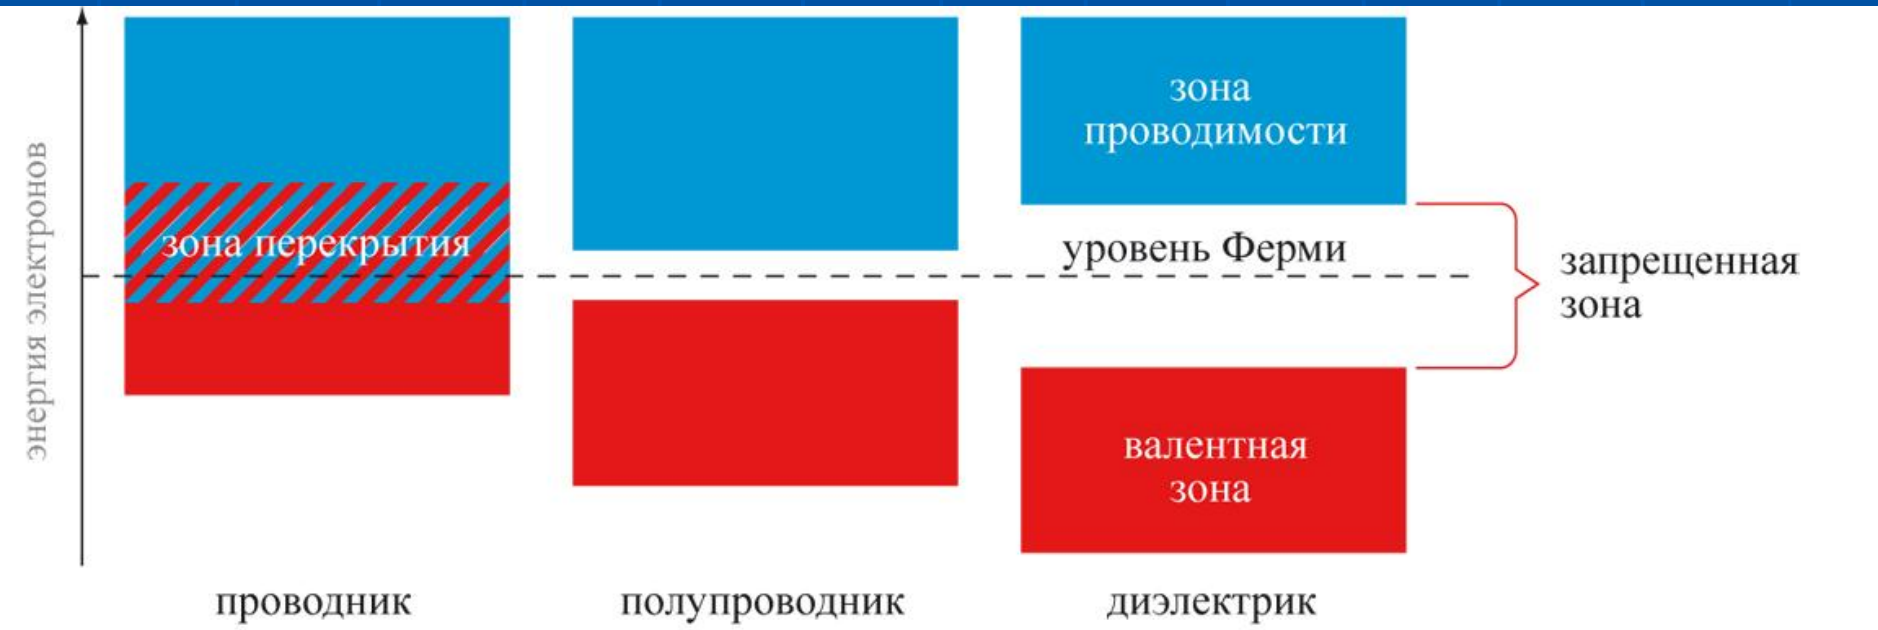 энергия электронов
зона перекрытия
зона
проводимости
уровень Ферми
запрещенная
зона
валентная
зона
проводник
полупроводник
диэлектрик